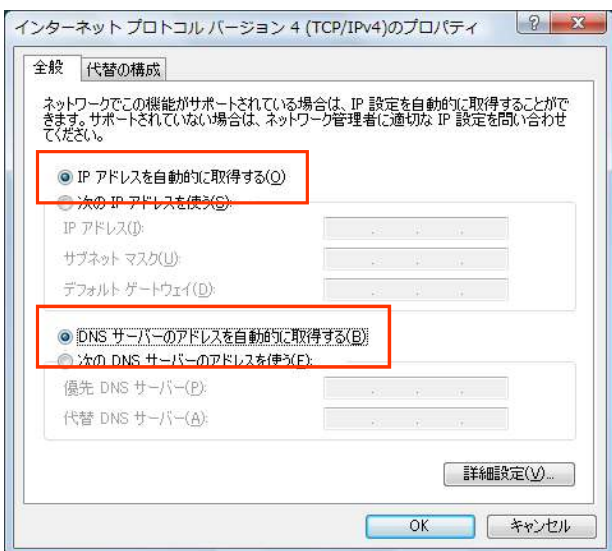 インターネット プロトコル バージョン 4 (TCP/IPv4)のプロパティ
全般 代替の構成
ネットワークでこの機能がサポートされている場合は、IP 設定を自動的に取得することがで
きます。サポートされていない場合は、ネットワーク管理者に適切な IP 設定を問い合わせ
てください。
IP アドレスを自動的に取得する(O)
次の IP アドレスを使う(S):
IP アドレス(I):
サブネット マスク(U):
デフォルト ゲートウェイ(D):
DNS サーバーのアドレスを自動的に取得する(B)
次の DNS サーバーのアドレスを使う(E):
優先 DNS サーバー(P):
代替 DNS サーバー(A):
詳細設定(V)...
OK キャンセル